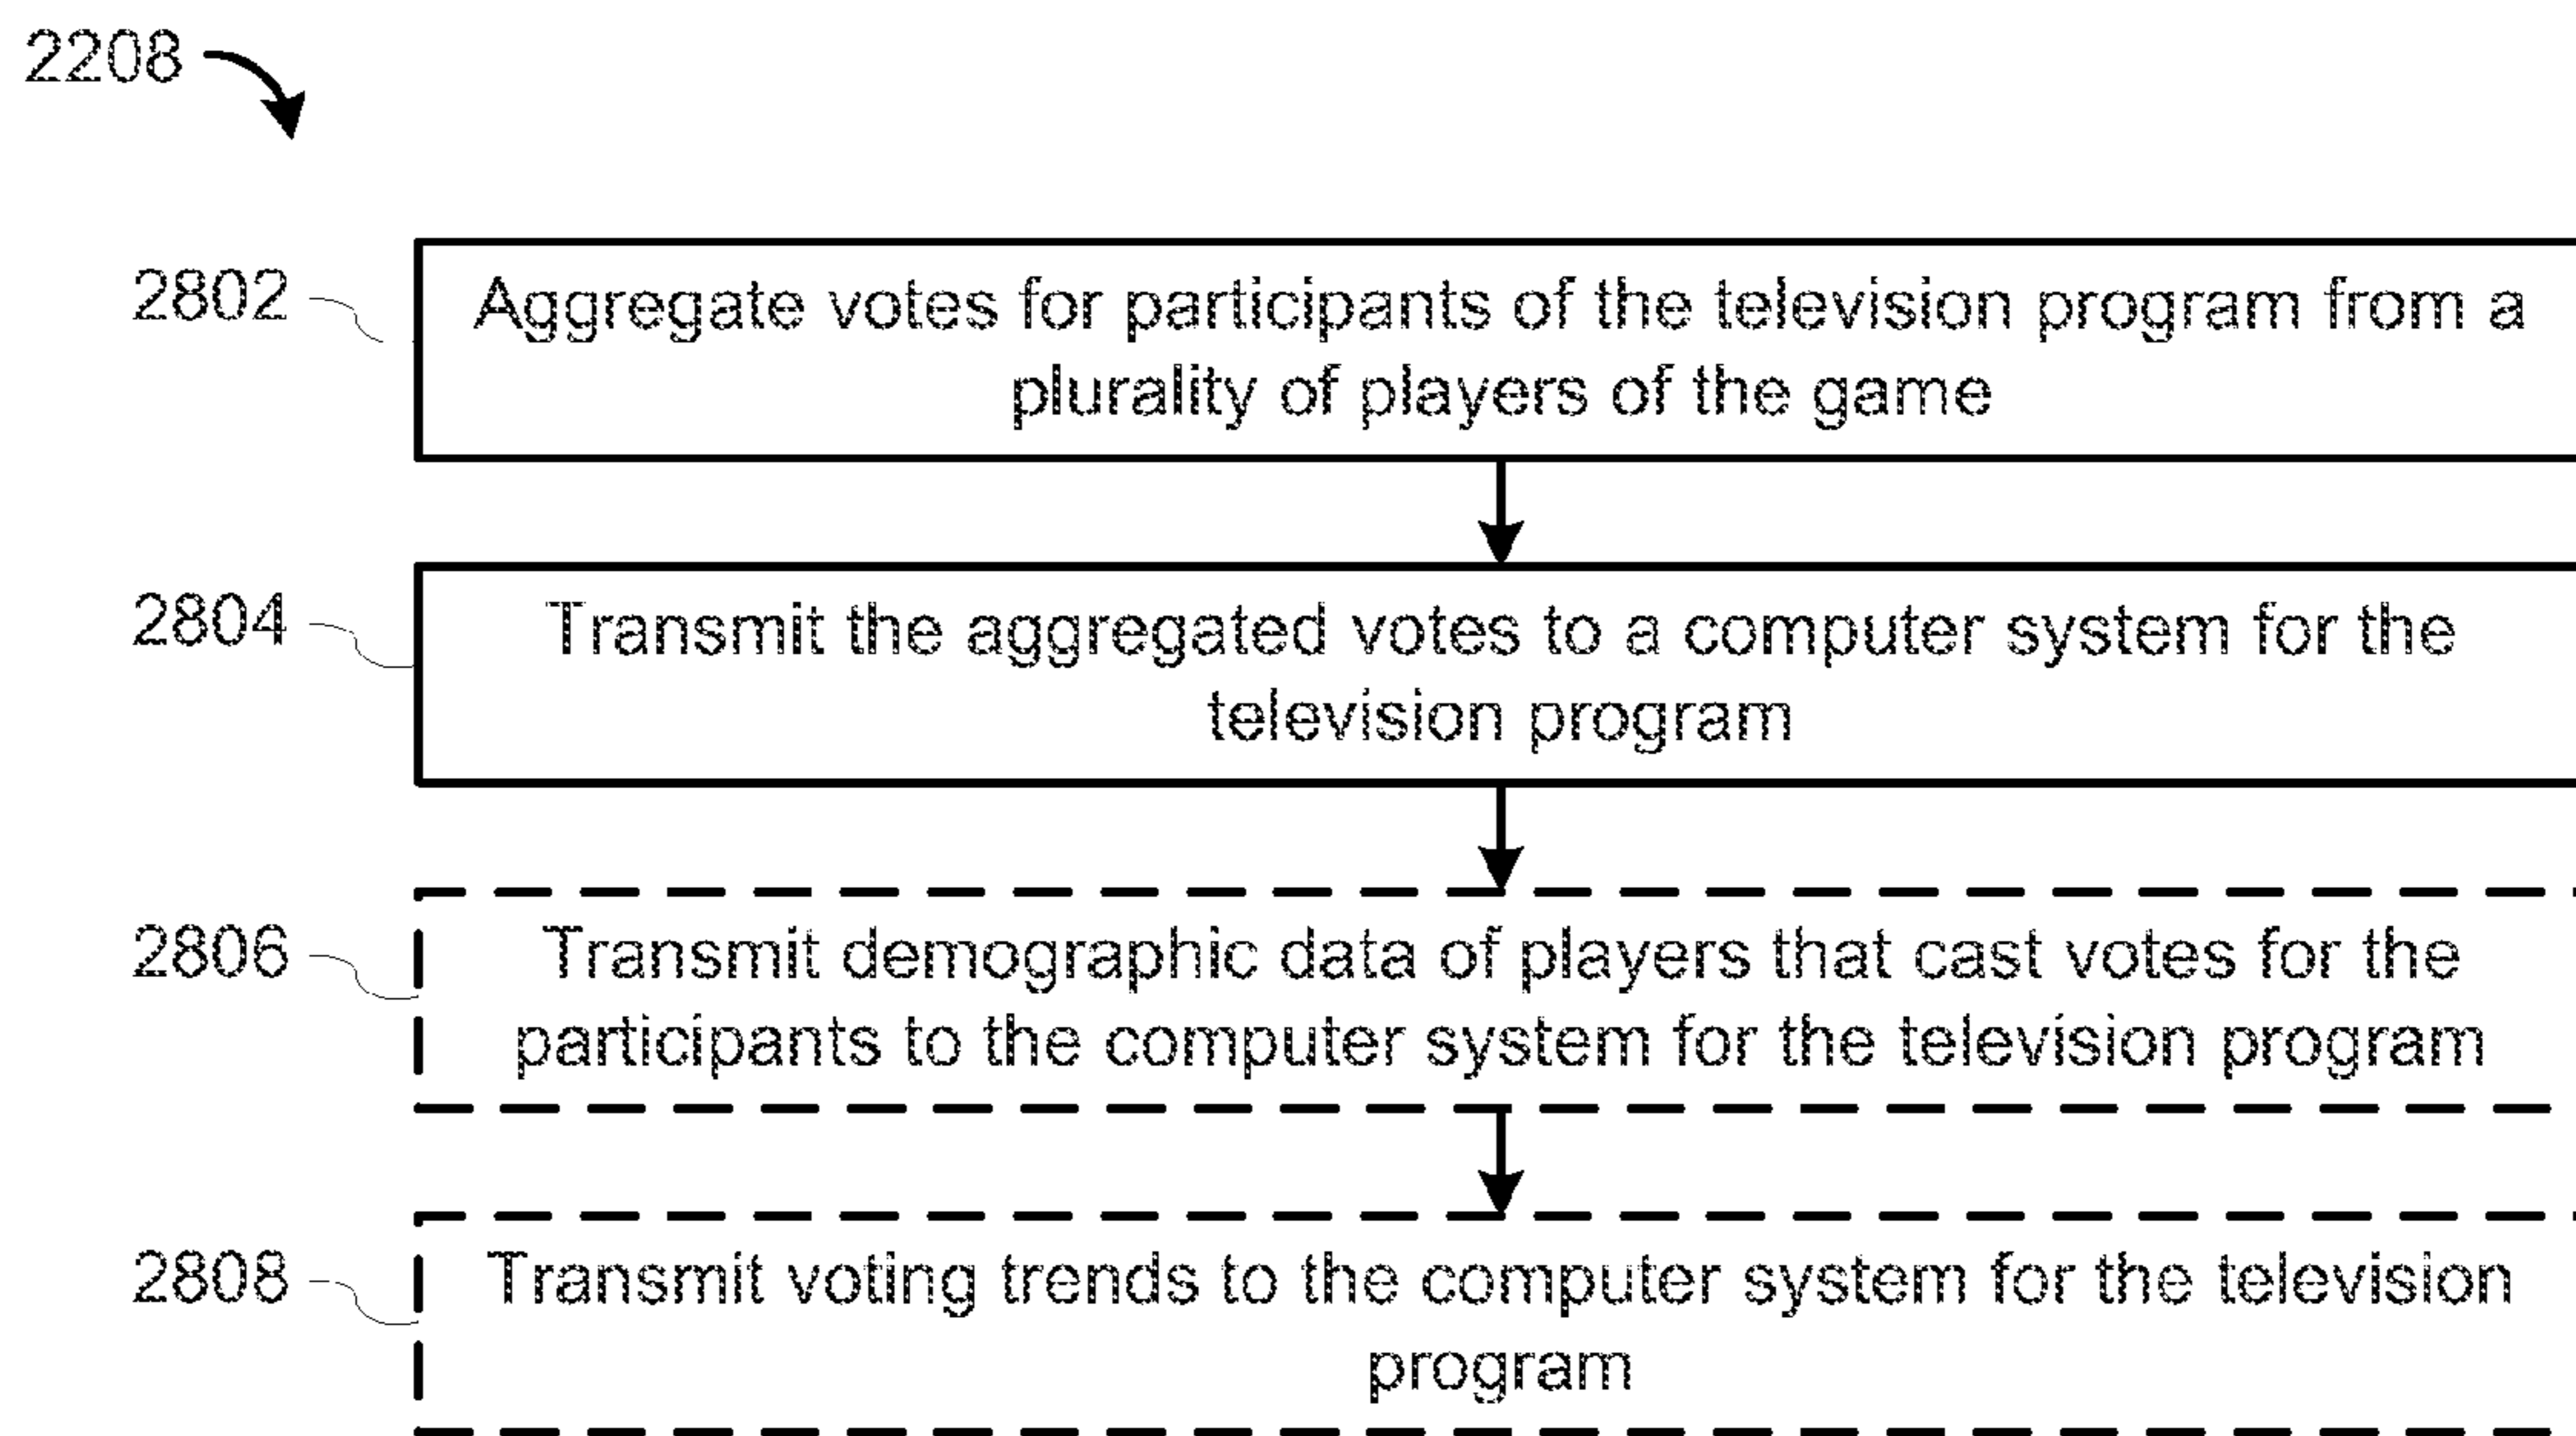 2208
2802
Aggregate votes for participants of the television program from a
plurality of players of the game
2804
Transmit the aggregated votes to a computer system for the
television program
2806
Transmit demographic data of players that cast votes for the
participants to the computer system for the television program
2808
Transmit voting trends to the computer system for the television
program